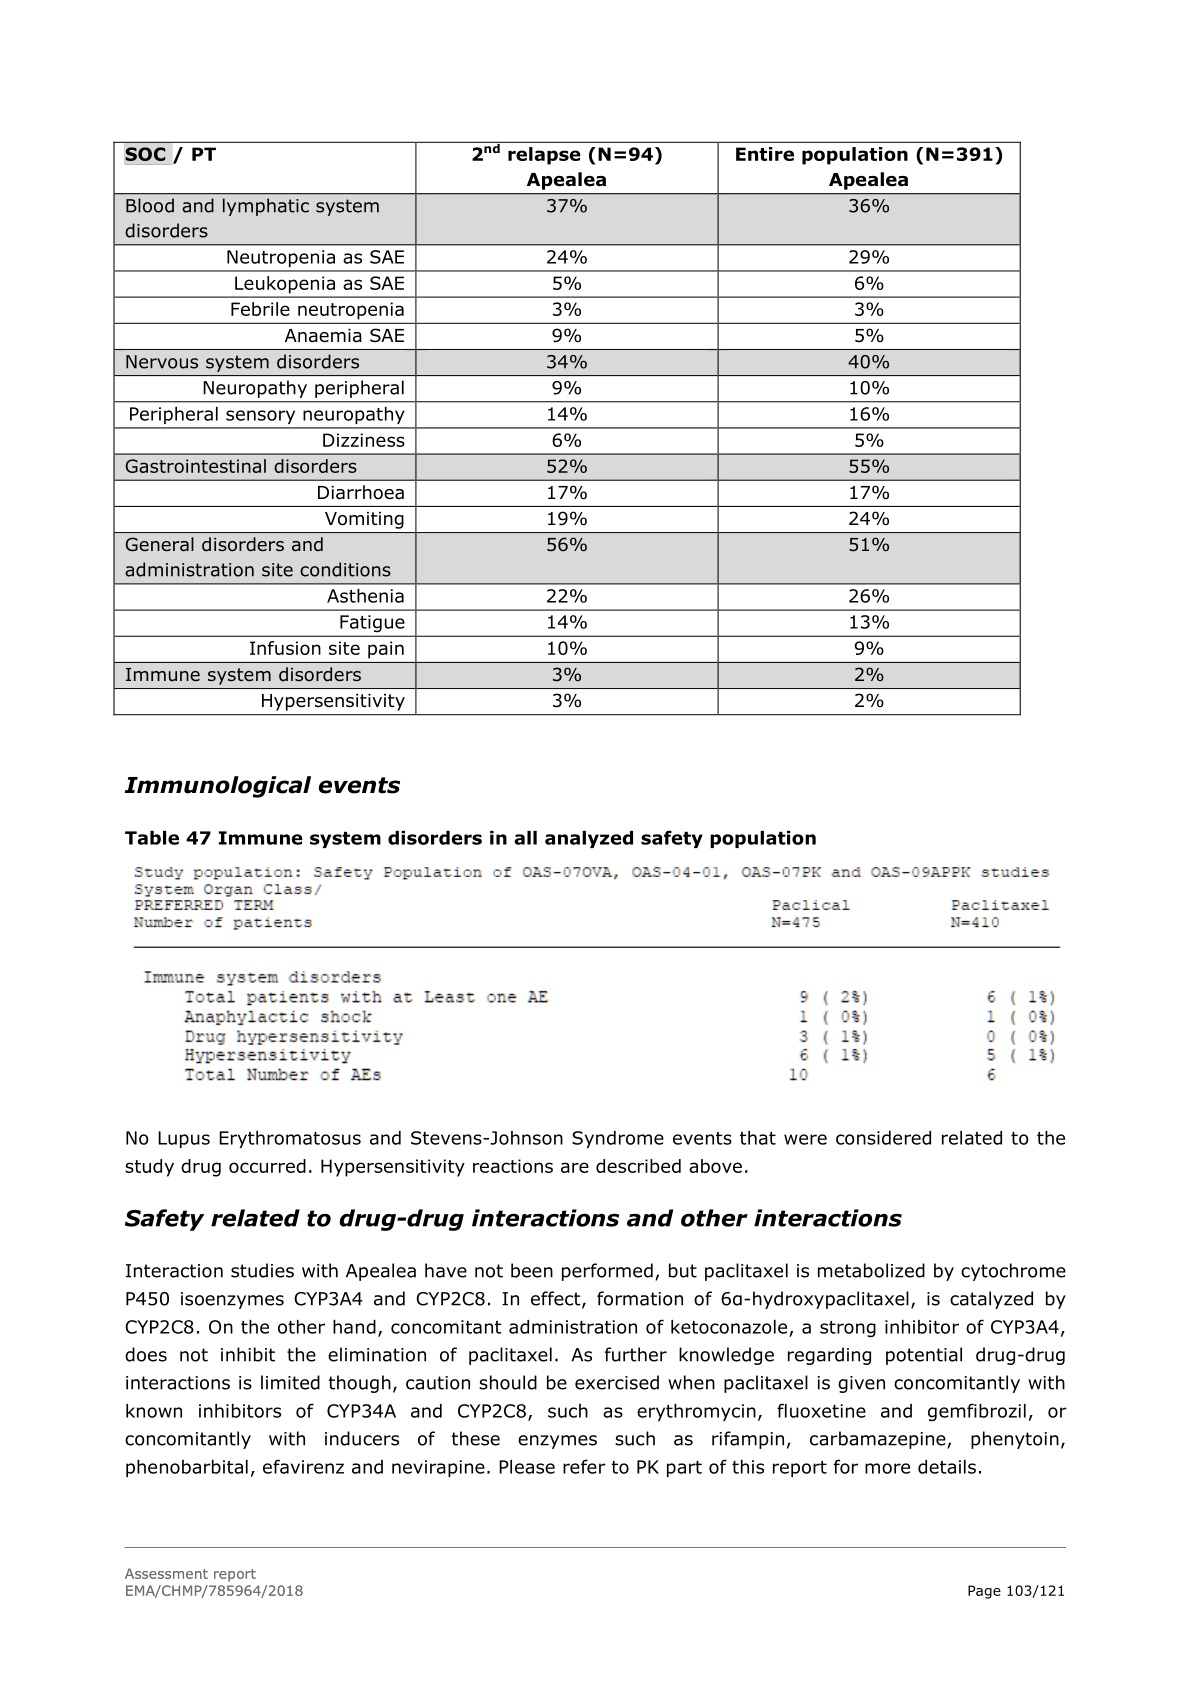 SOC / PT 2nd relapse (N=94) Entire population (N=391)
Apealea Apealea
Blood and lymphatic system 37% 36%
disorders
Neutropenia as SAE 24% 29%
Leukopenia as SAE 5% 6%
Febrile neutropenia 3% 3%
Anaemia SAE 9% 5%
Nervous system disorders 34% 40%
Neuropathy peripheral 9% 10%
Peripheral sensory neuropathy 14% 16%
Dizziness 6% 5%
Gastrointestinal disorders 52% 55%
Diarrhoea 17% 17%
Vomiting 19% 24%
General disorders and 56% 51%
administration site conditions
Asthenia 22% 26%
Fatigue 14% 13%
Infusion site pain 10% 9%
Immune system disorders 3% 2%
Hypersensitivity 3% 2%
Immunological events
Table 47 Immune system disorders in all analyzed safety population
Study population: Safety Population of OAS-07OVA, OAS-04-01, OAS-07PK and OAS-09APPK studies
System Organ Class/
PREFERRED TERM Paclical Paclitaxel
Number of patients N=475 N=410
Immune system disorders
Total patients with at Least one AE 9 ( 2%) 6 ( 1%)
Anaphylactic shock 1 ( 0%) 1 ( 0%)
Drug hypersensitivity 3 ( 1%) 0 ( 0%)
Hypersensitivity 6 ( 1%) 5 ( 1%)
Total Number of AEs 10 6
No Lupus Erythromatosus and Stevens-Johnson Syndrome events that were considered related to the
study drug occurred. Hypersensitivity reactions are described above.
Safety related to drug-drug interactions and other interactions
Interaction studies with Apealea have not been performed, but paclitaxel is metabolized by cytochrome
P450 isoenzymes CYP3A4 and CYP2C8. In effect, formation of 6α-hydroxypaclitaxel, is catalyzed by
CYP2C8. On the other hand, concomitant administration of ketoconazole, a strong inhibitor of CYP3A4,
does not inhibit the elimination of paclitaxel. As further knowledge regarding potential drug-drug
interactions is limited though, caution should be exercised when paclitaxel is given concomitantly with
known inhibitors of CYP34A and CYP2C8, such as erythromycin, fluoxetine and gemfibrozil, or
concomitantly with inducers of these enzymes such as rifampin, carbamazepine, phenytoin,
phenobarbital, efavirenz and nevirapine. Please refer to PK part of this report for more details.
Assessment report
EMA/CHMP/785964/2018 Page 103/121